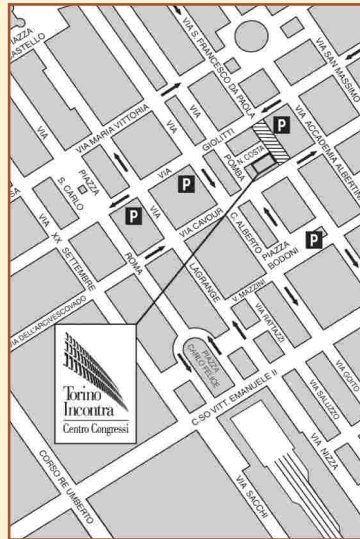 PIAZZA
CASTELLO
VIA S. FRANCESCO DA PAOLA
VIA SAN MASSIMO
VIA
VIA MARIA VITTORIA
VIA
GIOLITTI
P
N. COSTA
VIA ACCADEMIA ALBERTINA
POMBA
VIA
PIAZZA
S. CARLO
P
P
VIA
VIA CAVOUR
C. ALBERTO
PIAZZA
BODONI
P
VIA XX SETTEMBRE
ROMA
LAGRANGE
V. MAZZINI
VIA RATTAZZI
VIA DELL'ARCIVESCOVADO
PIAZZA
CARLO FELICE
C.SO VITT. EMANUELE II
VIA SALUZZO
VIA GOITO
VIA NIZZA
VIA SACCHI
CORSO RE UMBERTO
Torino
Incontra
Centro Congressi